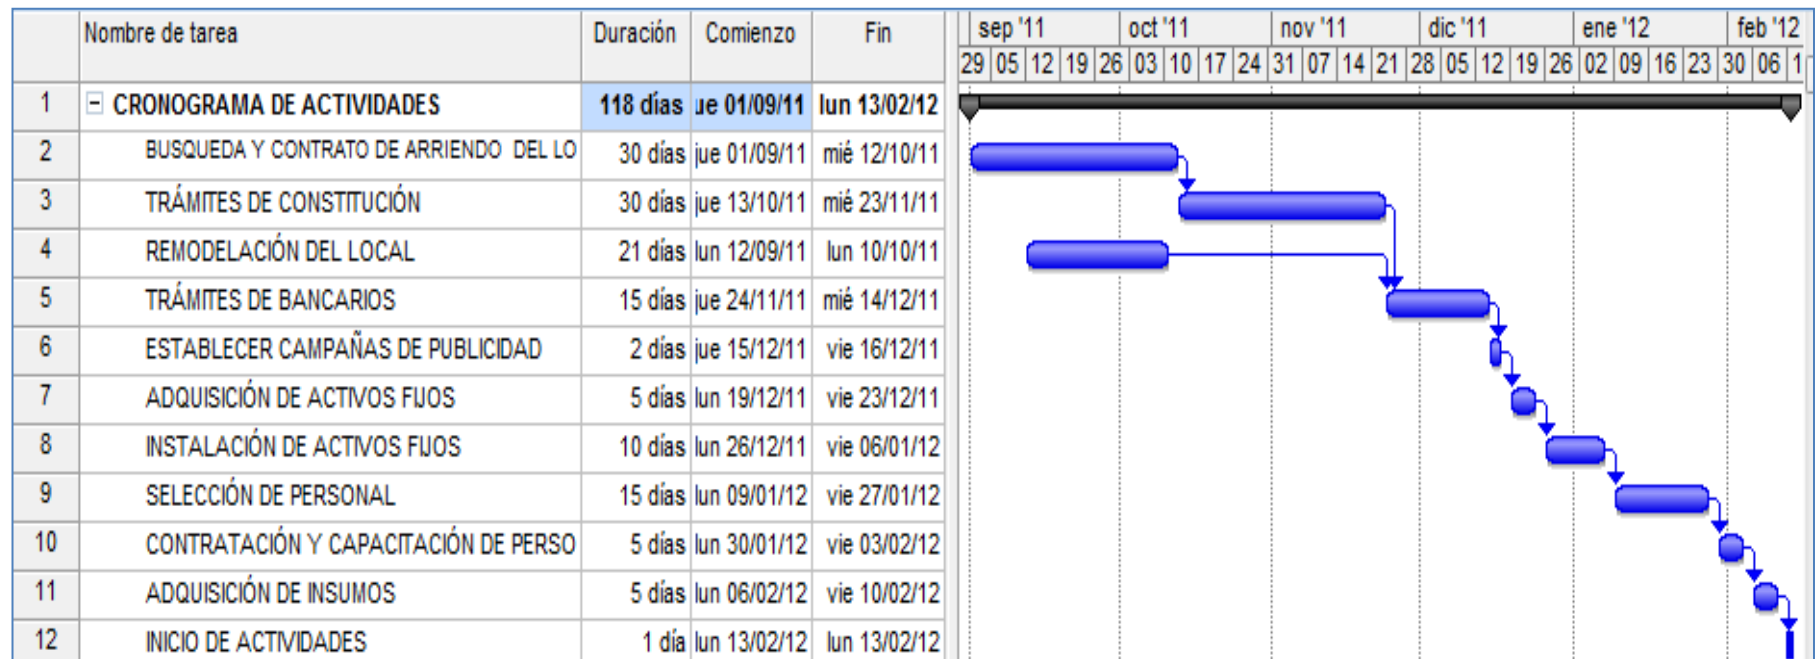 Nombre de tarea Duración Comienzo Fin sep '11 oct '11 nov '11 dic '11 ene '12 feb '12
29 05 12 19 26 03 10 17 24 31 07 14 21 28 05 12 19 26 02 09 16 23 30 06 1
1 CRONOGRAMA DE ACTIVIDADES 118 días ue 01/09/11 lun 13/02/12
2 BUSQUEDA Y CONTRATO DE ARRIENDO DEL LO 30 días jue 01/09/11 mié 12/10/11
3 TRÁMITES DE CONSTITUCIÓN 30 días jue 13/10/11 mié 23/11/11
4 REMODELACIÓN DEL LOCAL 21 días lun 12/09/11 lun 10/10/11
5 TRÁMITES DE BANCARIOS 15 días jue 24/11/11 mié 14/12/11
6 ESTABLECER CAMPAÑAS DE PUBLICIDAD 2 días jue 15/12/11 vie 16/12/11
7 ADQUISICIÓN DE ACTIVOS FIJOS 5 días lun 19/12/11 vie 23/12/11
8 INSTALACIÓN DE ACTIVOS FIJOS 10 días lun 26/12/11 vie 06/01/12
9 SELECCIÓN DE PERSONAL 15 días lun 09/01/12 vie 27/01/12
10 CONTRATACIÓN Y CAPACITACIÓN DE PERSO 5 días lun 30/01/12 vie 03/02/12
11 ADQUISICIÓN DE INSUMOS 5 días lun 06/02/12 vie 10/02/12
12 INICIO DE ACTIVIDADES 1 día lun 13/02/12 lun 13/02/12